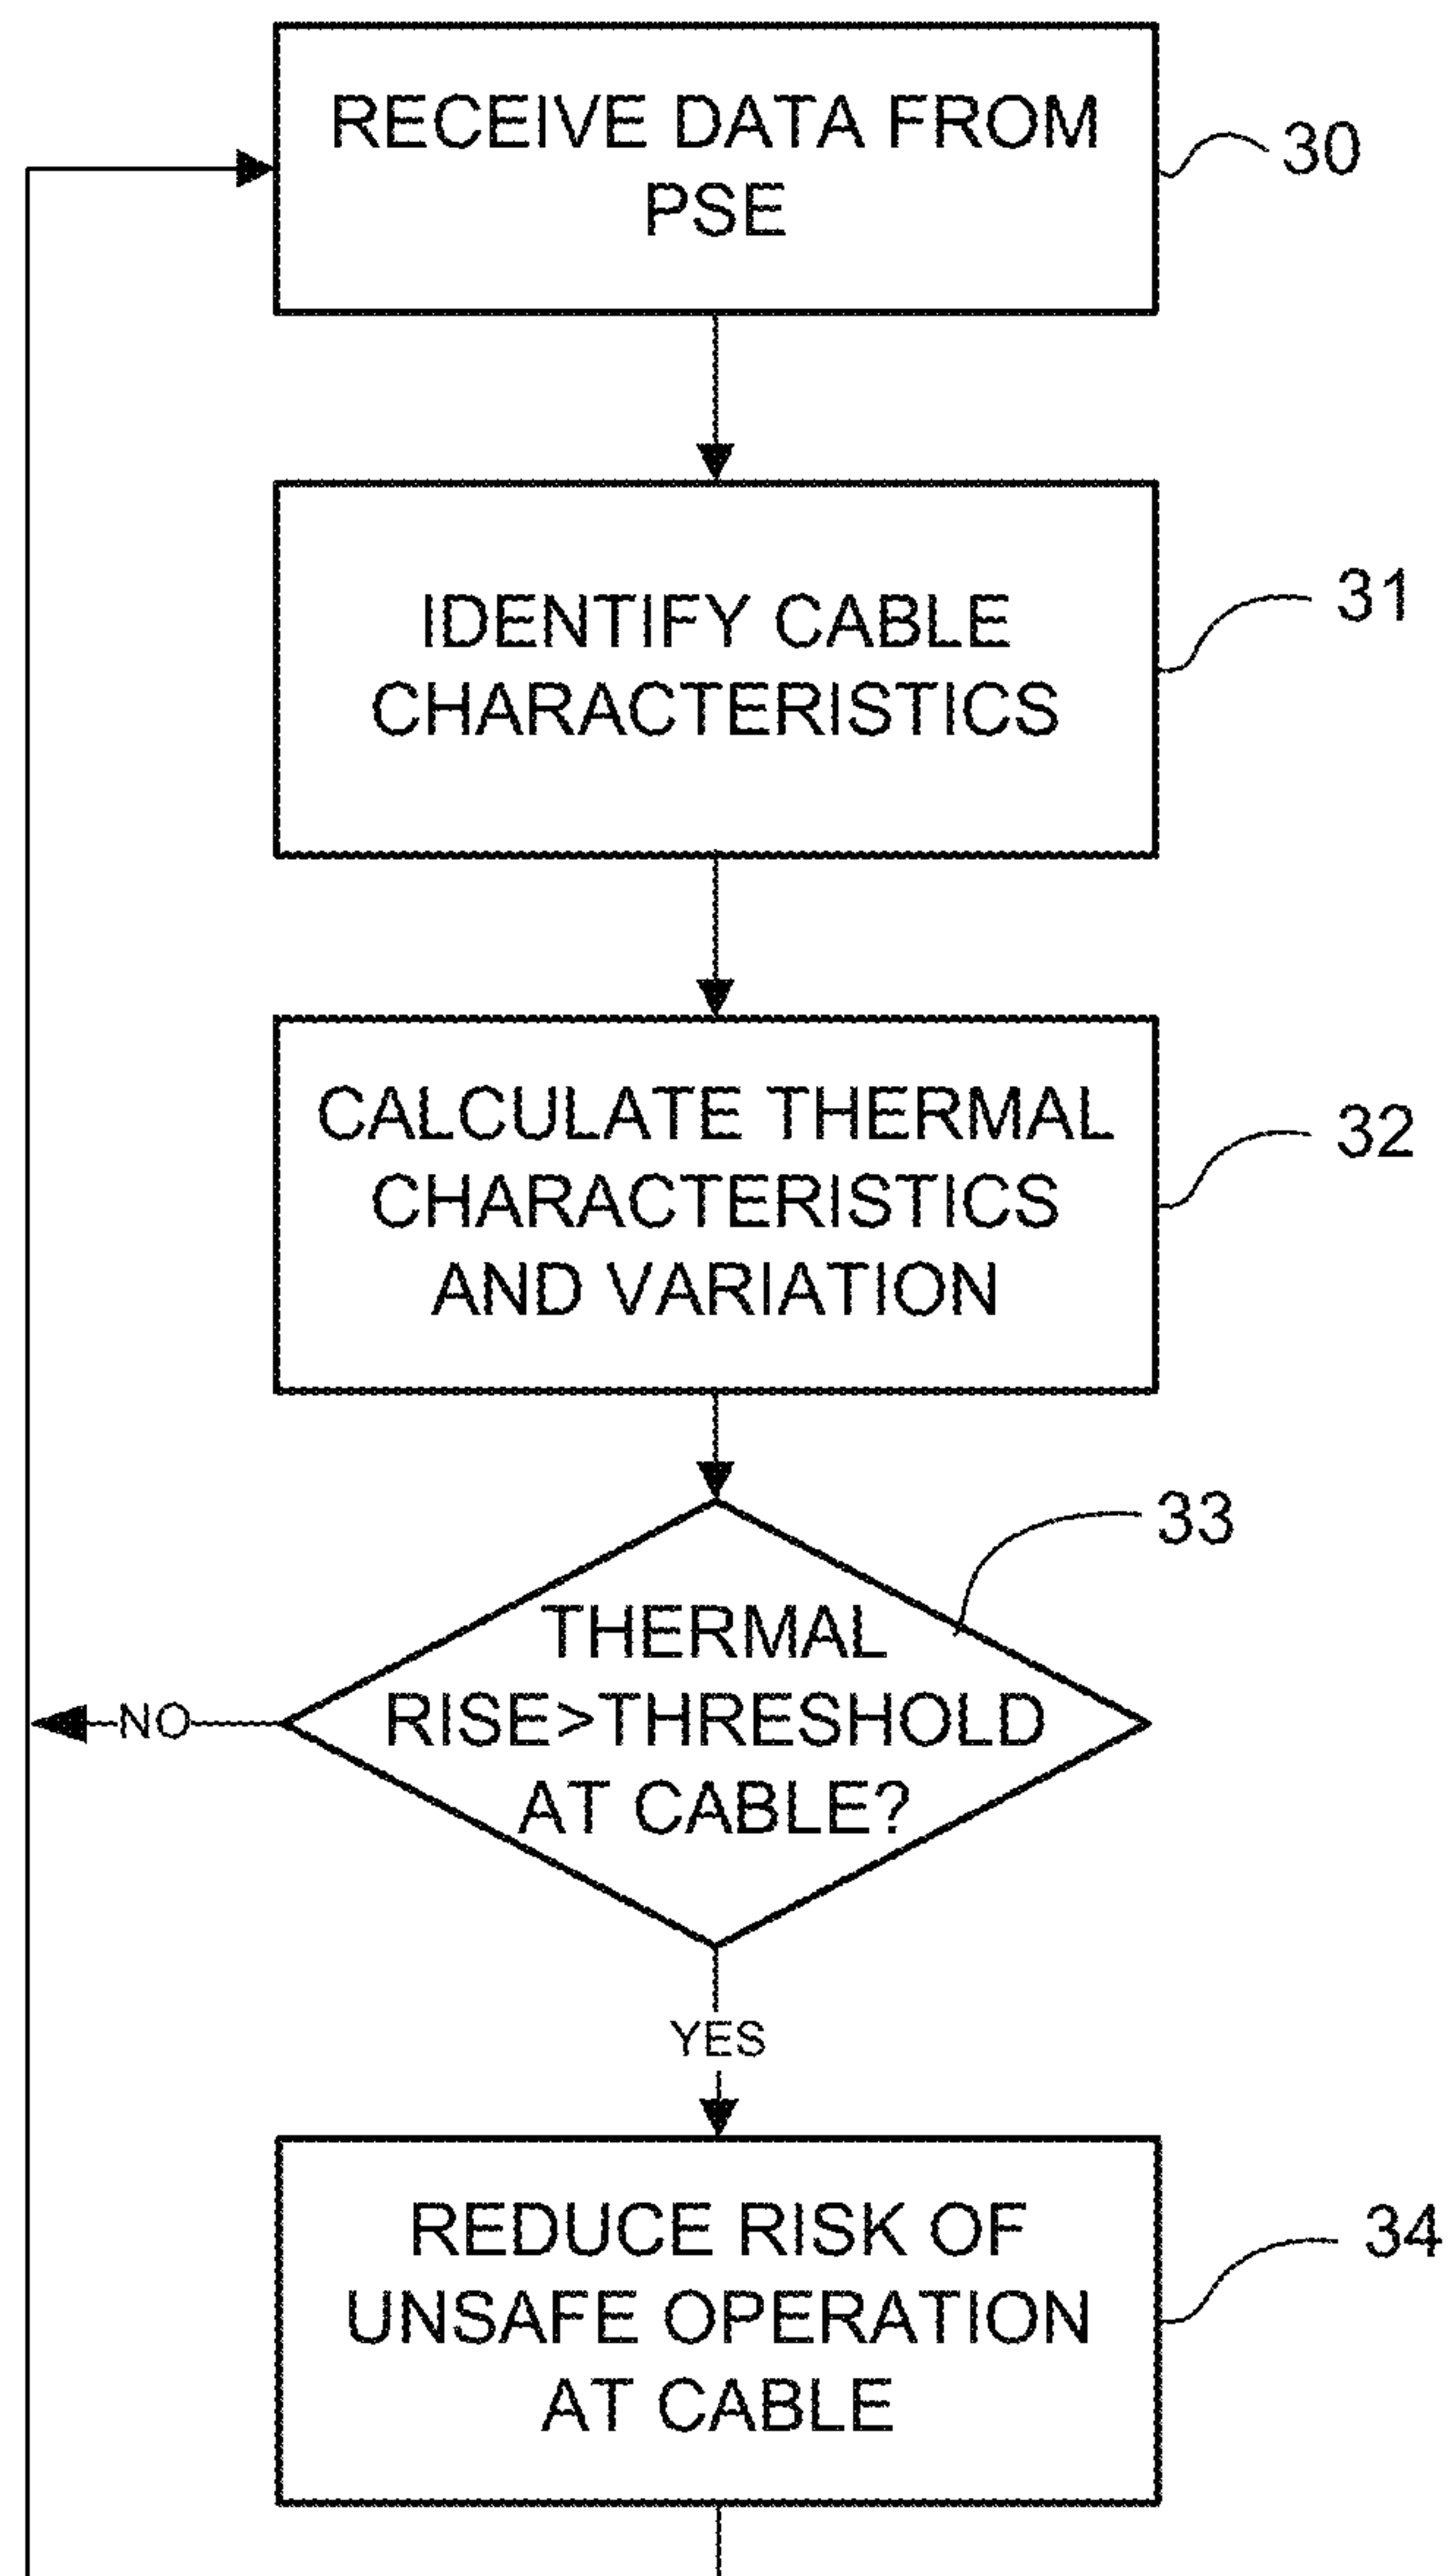 RECEIVE DATA FROM
PSE
30
IDENTIFY CABLE
CHARACTERISTICS
31
CALCULATE THERMAL
CHARACTERISTICS
AND VARIATION
32
33
THERMAL
RISE>THRESHOLD
AT CABLE?
NO
YES
REDUCE RISK OF
UNSAFE OPERATION
AT CABLE
34